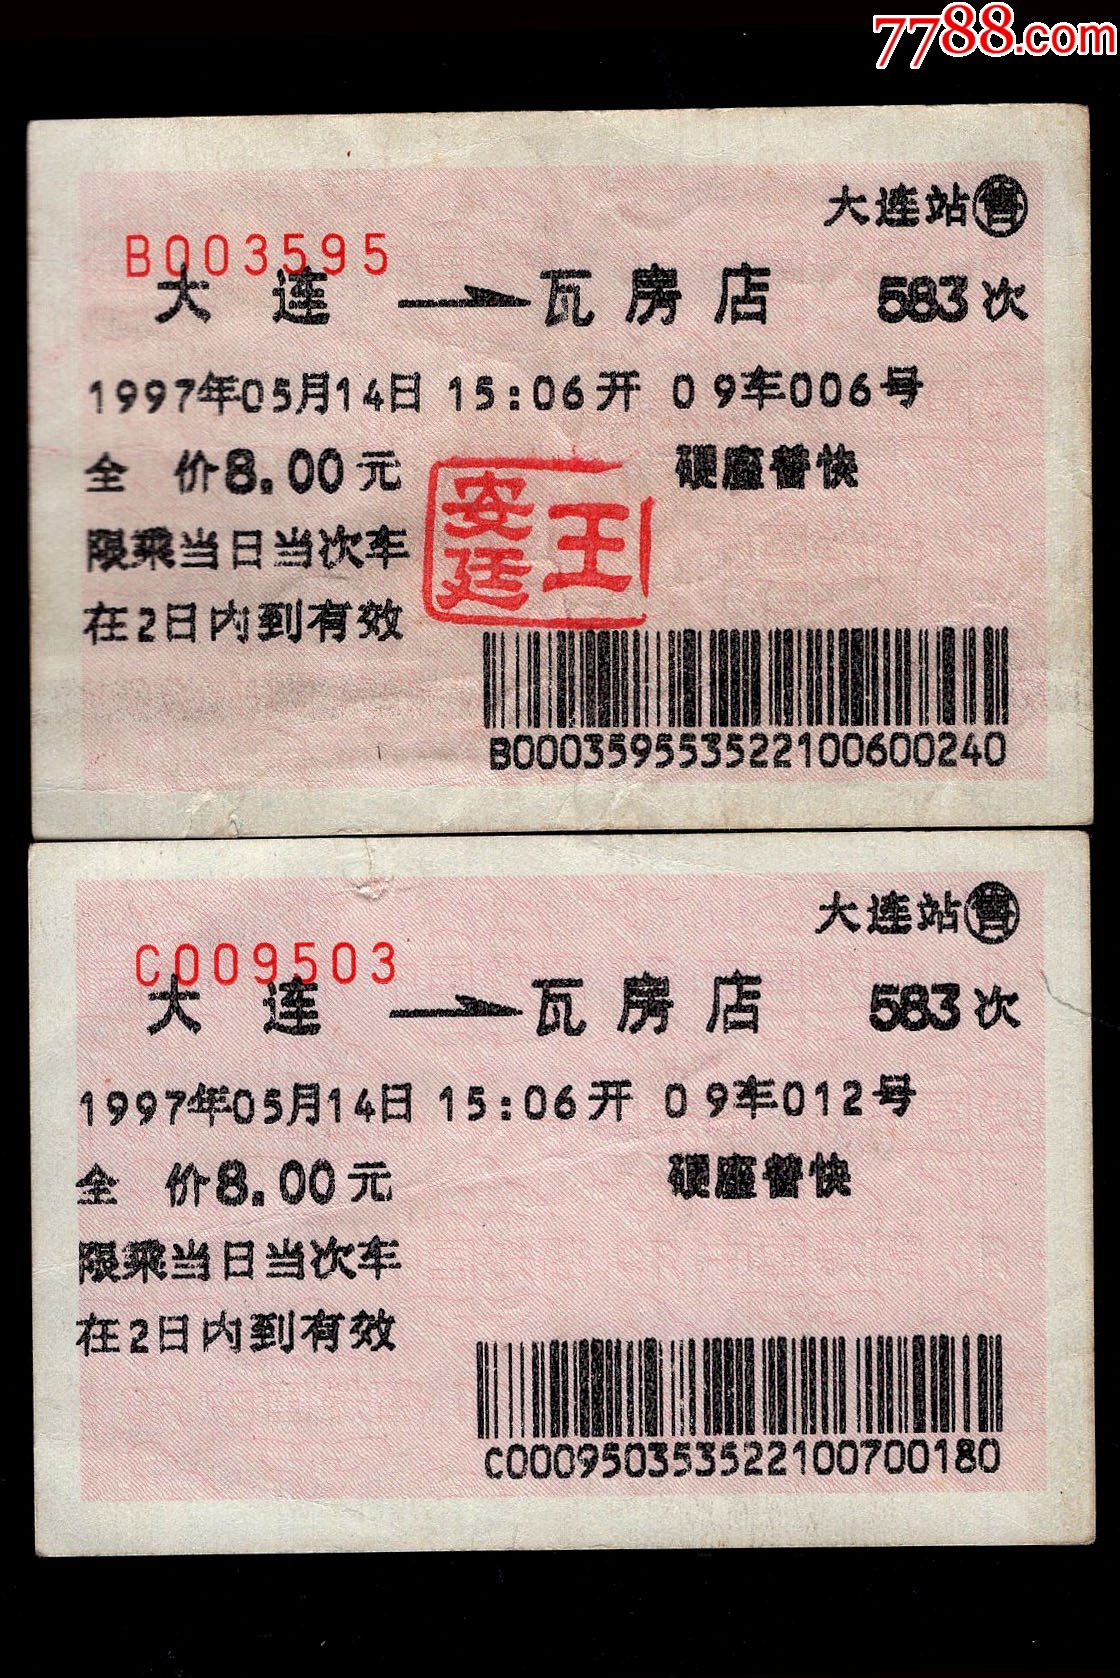 7788.com
大连站售
B003595
大连 瓦房店 583次
1997年05月14日 15:06开 09车006号
全 价8.00元 硬座普快
限乘当日当次车
在2日内到有效
王安廷
B00035955352210060024​0
大连站售
C009503
大连 瓦房店 583次
1997年05月14日 15:06开 09车012号
全 价8.00元 硬座普快
限乘当日当次车
在2日内到有效
C00095035352210070018​0